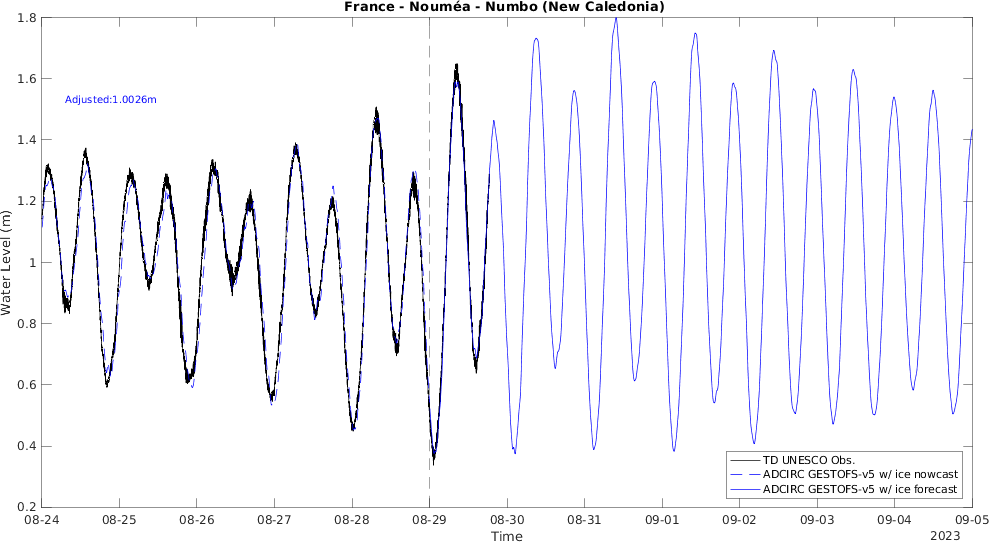 France - Nouméa - Numbo (New Caledonia)
1.8
1.6
1.4
1.2
1
0.8
0.6
0.4
0.2
Water Level (m)
Adjusted:1.0026m
TD UNESCO Obs.
ADCIRC GESTOFS-v5 w/ ice nowcast
ADCIRC GESTOFS-v5 w/ ice forecast
08-24 08-25 08-26 08-27 08-28 08-29 08-30 08-31 09-01 09-02 09-03 09-04 09-05
Time
2023